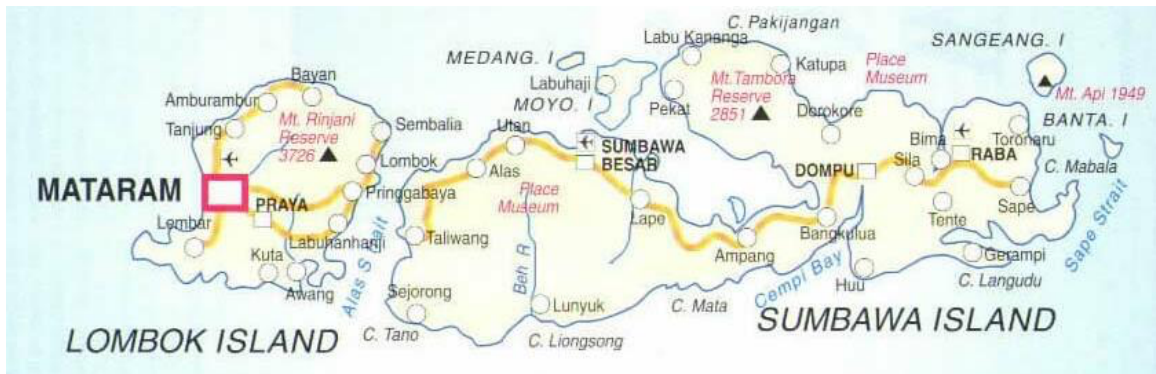 C. Pakijangan
Labu Kananga
SANGEANG. I
MEDANG. I
Place
Museum
Katupa
Bayan
Labuhaji
Mt. Tambora
Reserve
2851
Mt. Api 1949
Amburambur
MOYO. I
Pekat
Dorokore
BANTA. I
Mt. Rinjani
Reserve
3726
Tanjung
Sembalia
Utan
Bima
Toronaru
SUMBAWA
BESAR
Lombok
Alas
DOMPU
Sila
RABA
C. Mabala
MATARAM
Pringgabaya
Place
Museum
PRAYA
Lape
Tente
Sape
Lembar
Labuhanhanji
Taliwang
Bangkulua
Kuta
Ampang
Gerampi
Sape Strait
Awang
Alas Strait
Beh R
Cempi Bay
Huu
C. Langudu
Sejorong
Lunyuk
C. Mata
LOMBOK ISLAND
C. Tano
C. Liongsong
SUMBAWA ISLAND